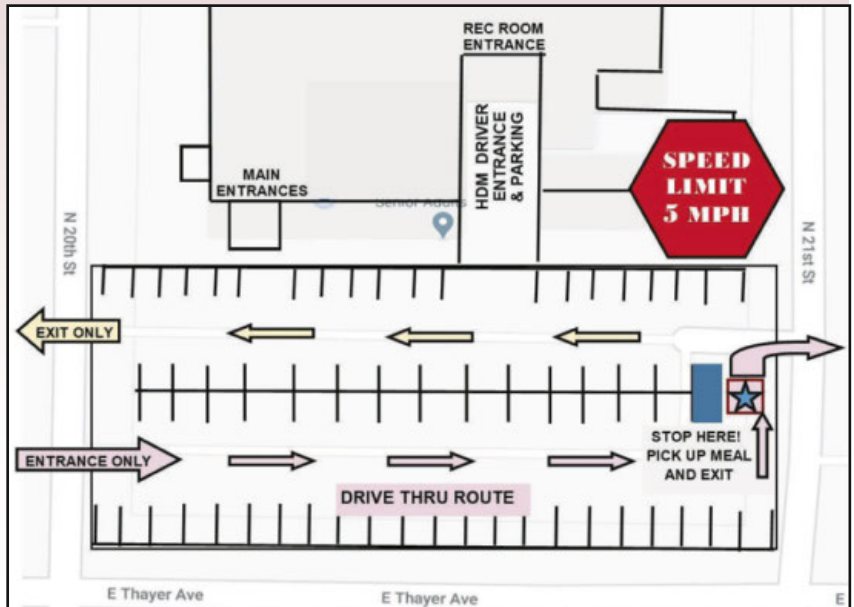 REC ROOM
ENTRANCE
HDM DRIVER
ENTRANCE
& PARKING
MAIN
ENTRANCES
SPEED
LIMIT
5 MPH
Senior Adults
N 20th St
N 21st St
EXIT ONLY
STOP HERE!
PICK UP MEAL
AND EXIT
ENTRANCE ONLY
DRIVE THRU ROUTE
E Thayer Ave
E Thayer Ave
E